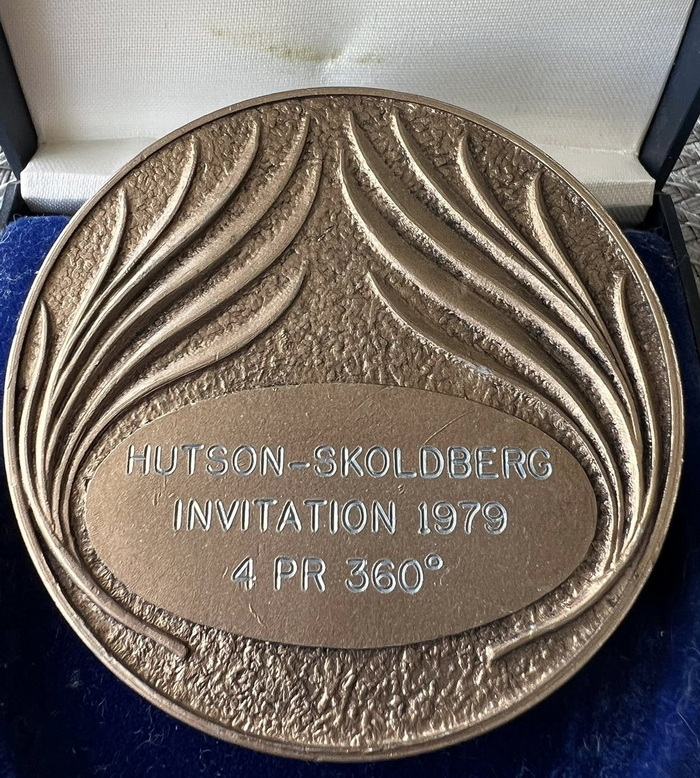 HUTSON-SKOLDBERG
INVITATION 1979
4 PR 360°